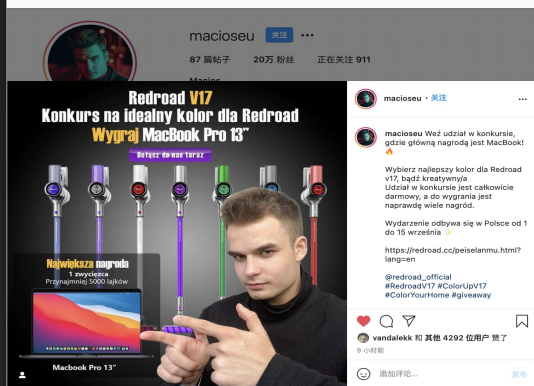 macioseu 关注 •••
87 篇帖子 20万 粉丝 正在关注 911
Macios
Redroad V17
Konkurs na idealny kolor dla Redroad
Wygraj MacBook Pro 13"
Dołącz do nas teraz
Największa nagroda
1 zwycięzca
Przynajmniej 5000 lajków
Macbook Pro 13"
macioseu • 关注
macioseu Weź udział w konkursie,
gdzie główną nagrodą jest MacBook!
🔥
Wybierz najlepszy kolor dla Redroad
v17, bądź kreatywny/a
Udział w konkursie jest całkowicie
darmowy, a do wygrania jest
naprawdę wiele nagród.
Wydarzenie odbywa się w Polsce od 1
do 15 września ✨
https://redroad.cc/peiselanmu.html?
lang=en
@redroad_official
#RedroadV17 #ColorUpV17
#ColorYourHome #giveaway
vandalekk 和 其他 4292 位用户 赞了
9 小时前
添加评论... 发布